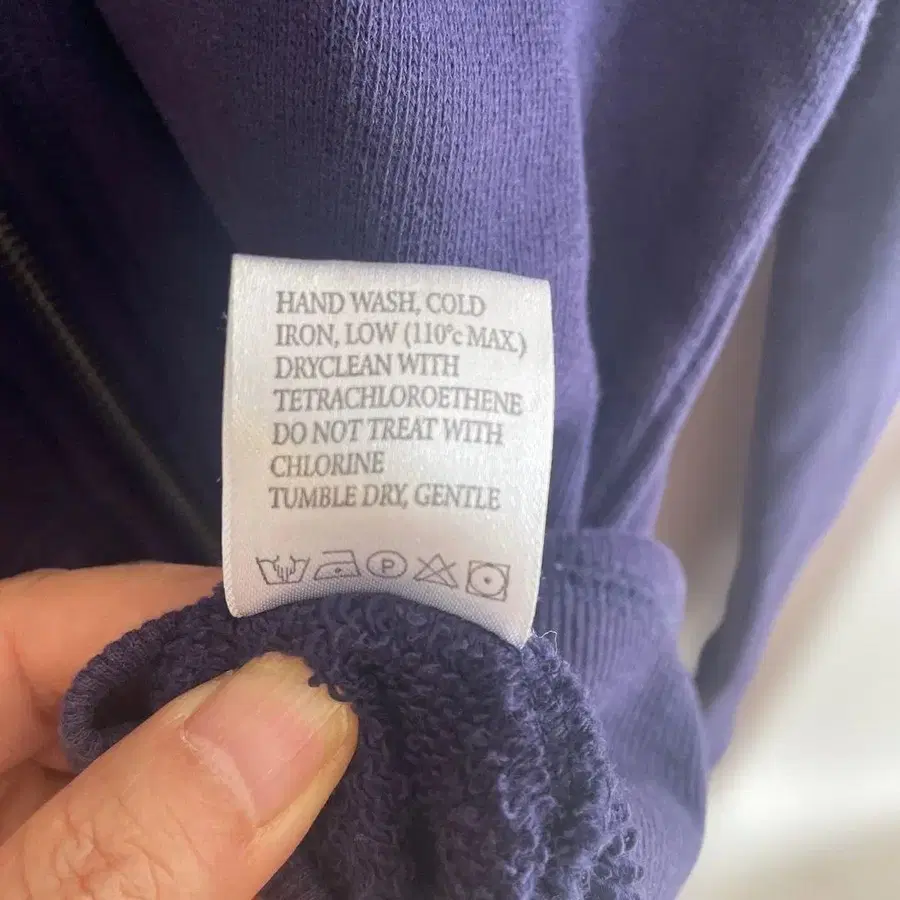 HAND WASH, COLD
IRON, LOW (110°c MAX.)
DRYCLEAN WITH
TETRACHLOROETHENE
DO NOT TREAT WITH
CHLORINE
TUMBLE DRY, GENTLE
P